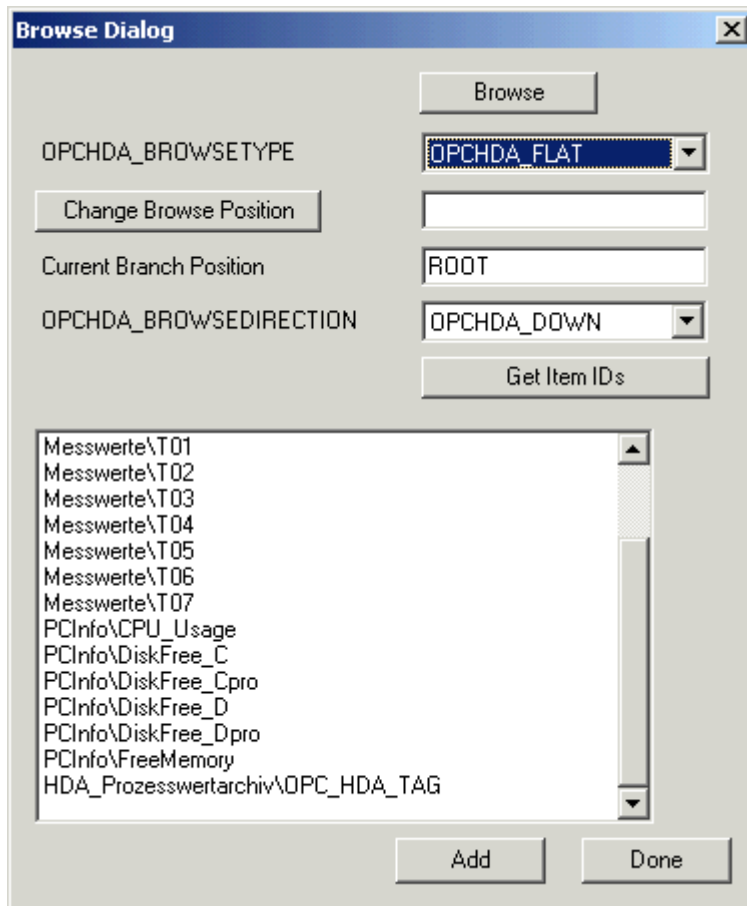 Browse Dialog
Browse
OPCHDA_BROWSETYPE OPCHDA_FLAT
Change Browse Position
Current Branch Position ROOT
OPCHDA_BROWSEDIRECTION OPCHDA_DOWN
Get Item IDs
Messwerte\T01
Messwerte\T02
Messwerte\T03
Messwerte\T04
Messwerte\T05
Messwerte\T06
Messwerte\T07
PCInfo\CPU_Usage
PCInfo\DiskFree_C
PCInfo\DiskFree_Cpro
PCInfo\DiskFree_D
PCInfo\DiskFree_Dpro
PCInfo\FreeMemory
HDA_Prozesswertarchiv\OPC_HDA_TAG
Add Done